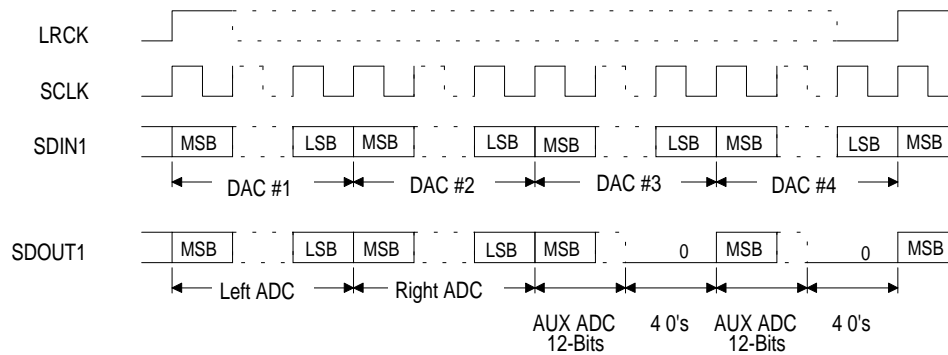 LRCK
SCLK
SDIN1
MSB LSB MSB LSB MSB LSB MSB LSB MSB
DAC #1 DAC #2 DAC #3 DAC #4
SDOUT1
MSB LSB MSB LSB MSB 0 MSB 0 MSB
Left ADC Right ADC
AUX ADC 4 0's AUX ADC 4 0's
12-Bits 12-Bits